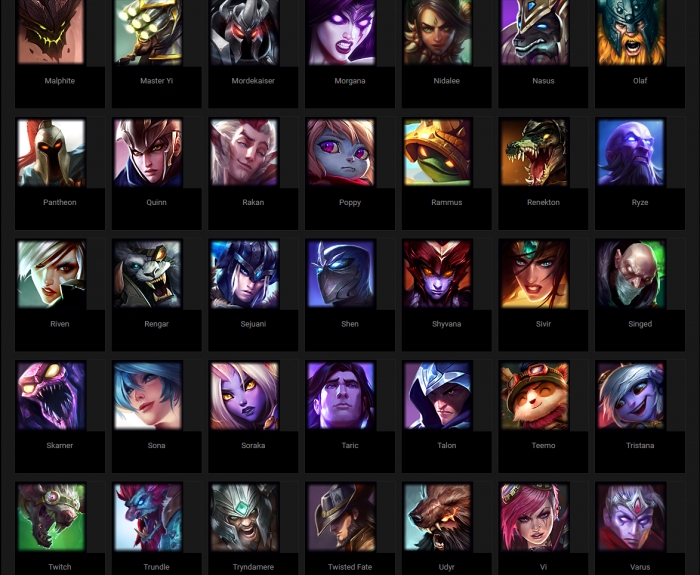 Malphite Master Yi Mordekaiser Morgana Nidalee Nasus Olaf
Pantheon Quinn Rakan Poppy Rammus Renekton Ryze
Riven Rengar Sejuani Shen Shyvana Sivir Singed
Skarner Sona Soraka Taric Talon Teemo Tristana
Twitch Trundle Tryndamere Twisted Fate Udyr Vi Varus